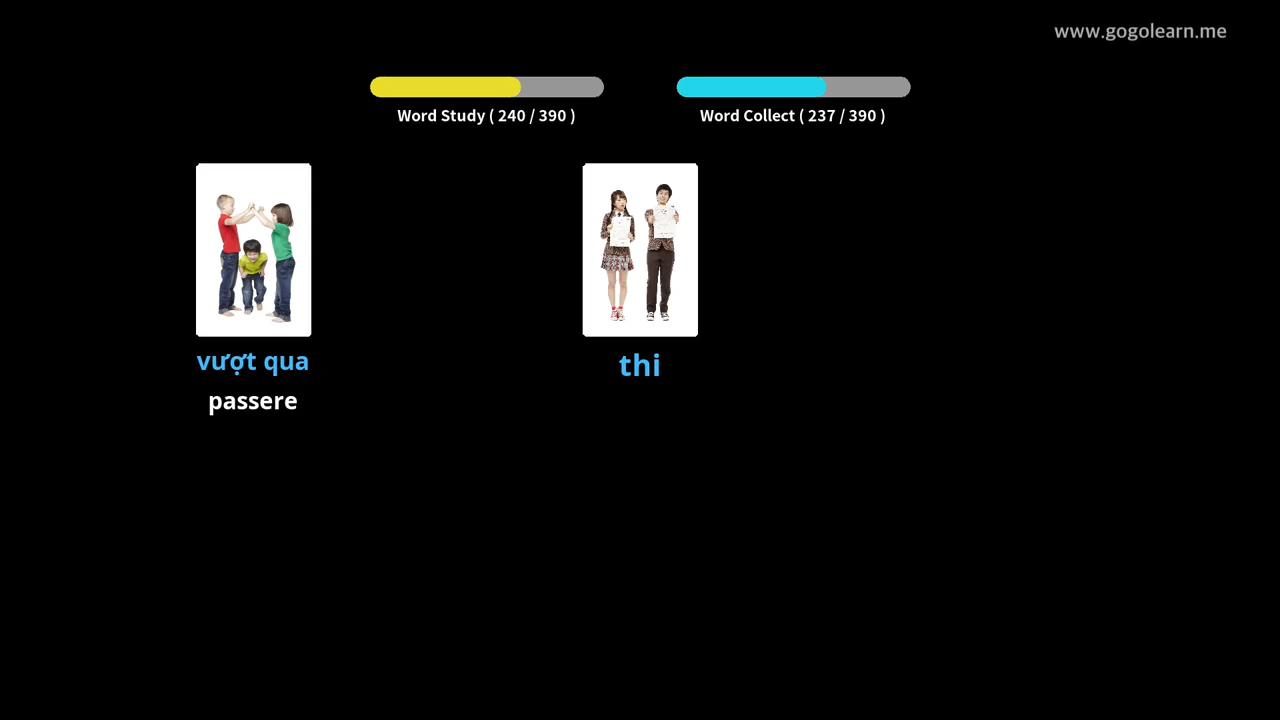 www.gogolearn.me
Word Study ( 240 / 390 )
Word Collect ( 237 / 390 )
vượt qua
passere
thi